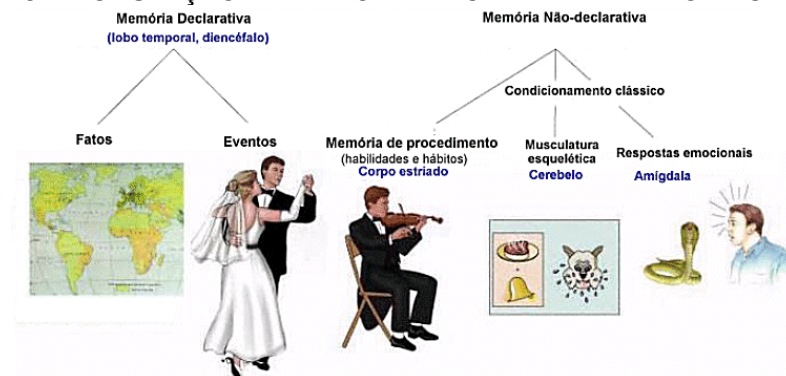 Memória Declarativa
(lobo temporal, diencéfalo)
Memória Não-declarativa
Condicionamento clássico
Fatos
Eventos
Memória de procedimento
(habilidades e hábitos)
Corpo estriado
Musculatura
esquelética
Cerebelo
Respostas emocionais
Amígdala